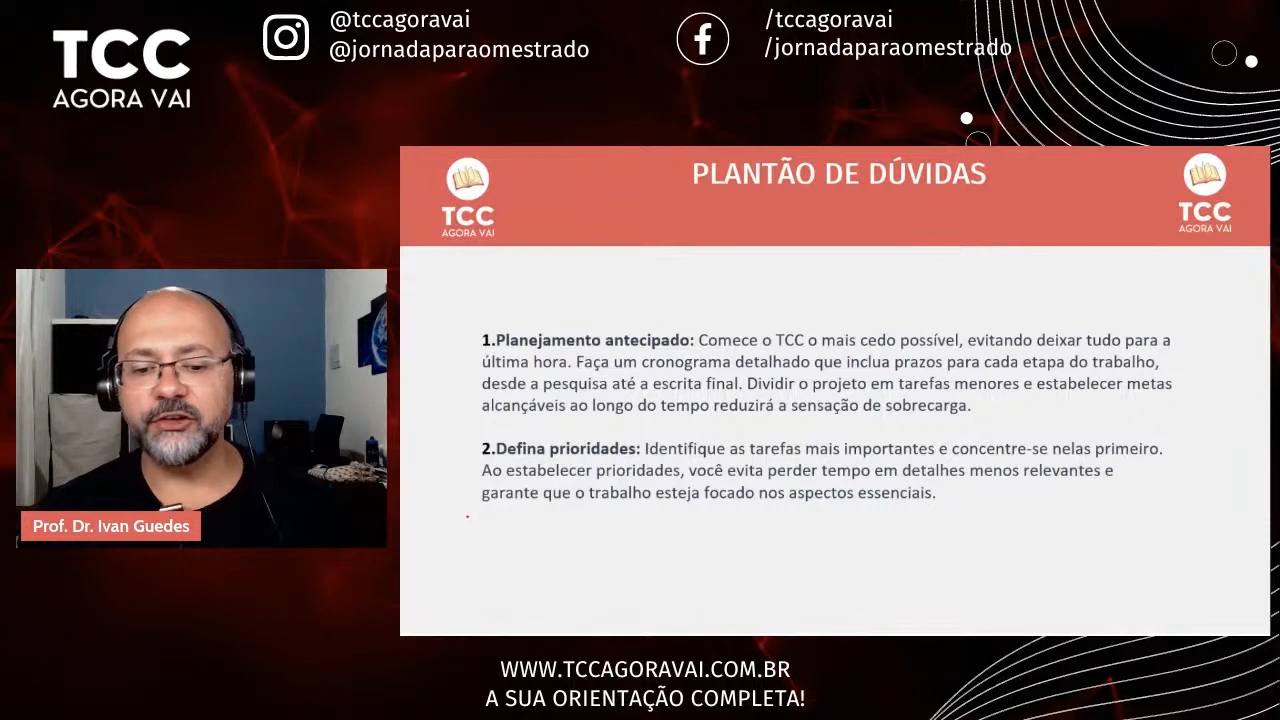 TCC
AGORA VAI
@tccagoravai
@jornadaparaomestrado
/tccagoravai
/jornadaparaomestrado
PLANTÃO DE DÚVIDAS
TCC
AGORA VAI
TCC
AGORA VAI
1.Planejamento antecipado: Comece o TCC o mais cedo possível, evitando deixar tudo para a
última hora. Faça um cronograma detalhado que inclua prazos para cada etapa do trabalho,
desde a pesquisa até a escrita final. Dividir o projeto em tarefas menores e estabelecer metas
alcançáveis ao longo do tempo reduzirá a sensação de sobrecarga.
2.Defina prioridades: Identifique as tarefas mais importantes e concentre-se nelas primeiro.
Ao estabelecer prioridades, você evita perder tempo em detalhes menos relevantes e
garante que o trabalho esteja focado nos aspectos essenciais.
Prof. Dr. Ivan Guedes
WWW.TCCAGORAVAI.COM.BR
A SUA ORIENTAÇÃO COMPLETA!